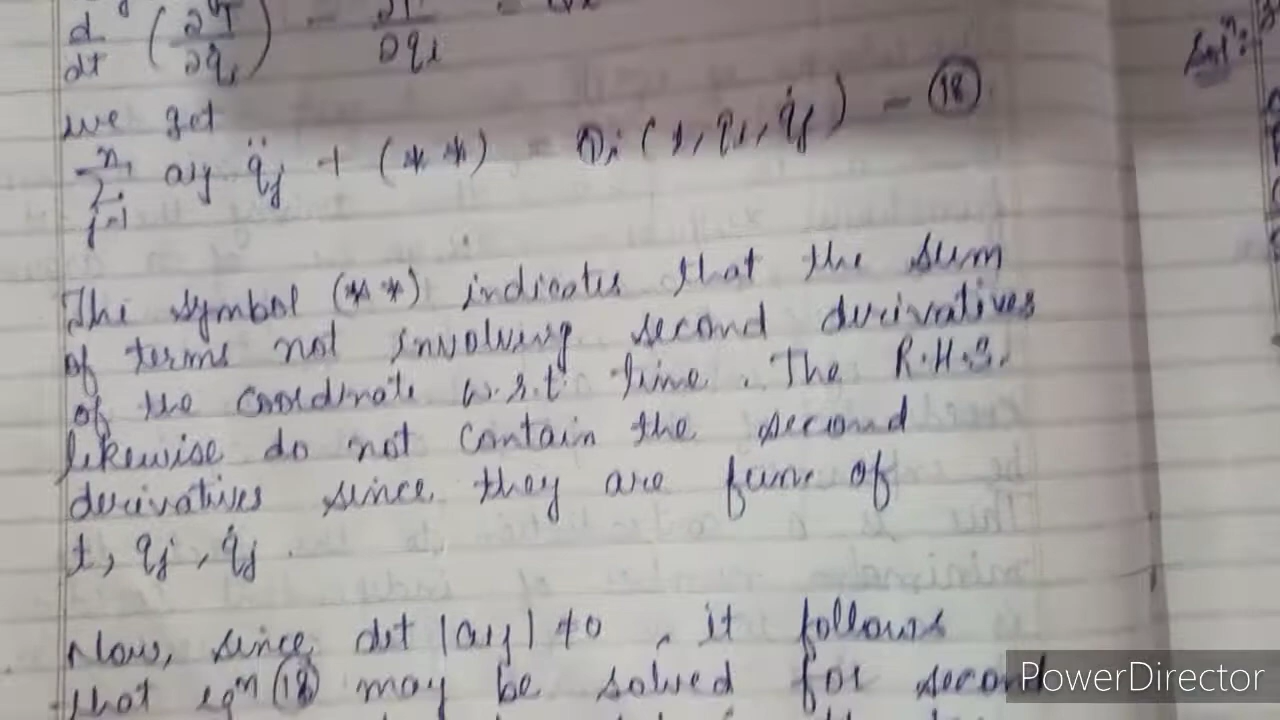 d/dt (∂T/∂q̇i) - ∂T/∂qi =
we get
n Σ j=1 aij q̈j + (**) = (t, qj, q̇j) - (18)
The symbol (**) indicates that the sum
of terms not involving second derivatives
of the coordinate w.r.t. time. The R.H.S.
likewise do not contain the second
derivatives since they are func of
t, qj, q̇j.
Now, since det |aij| ≠ 0, it follows
that eqn (18) may be solved for second
Soln:
PowerDirector